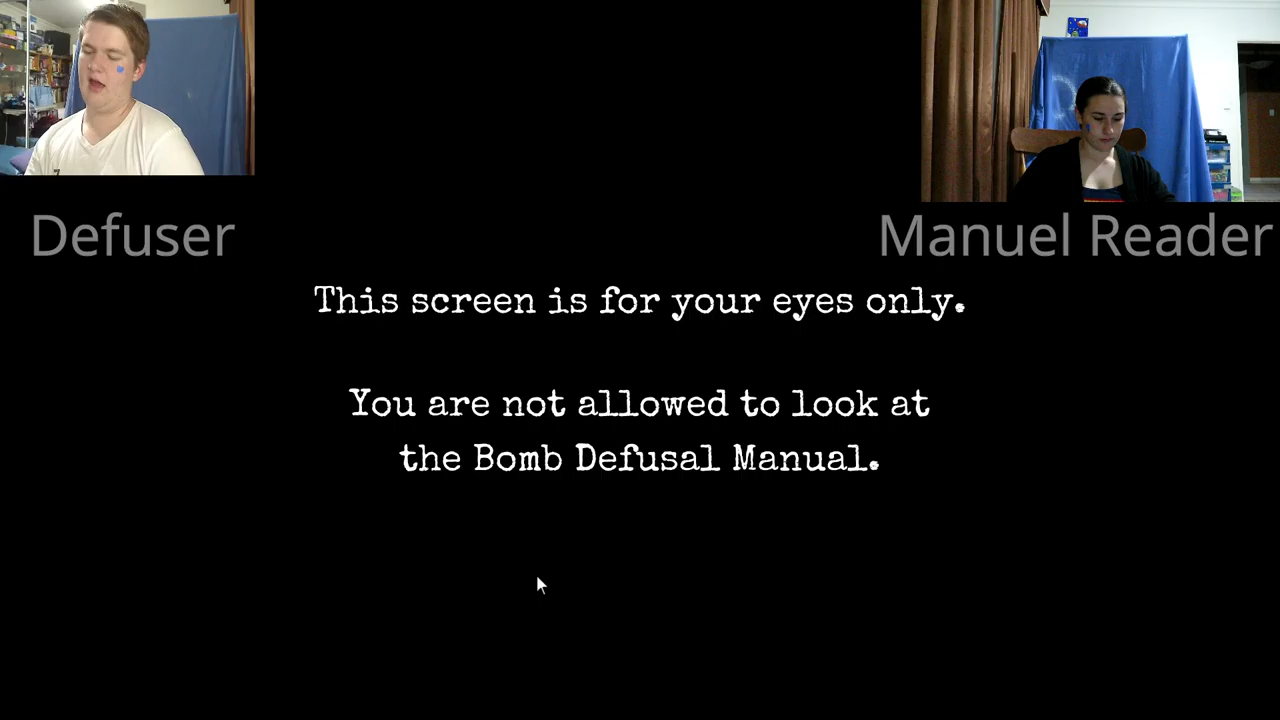 Defuser
Manuel Reader
This screen is for your eyes only.
You are not allowed to look at
the Bomb Defusal Manual.